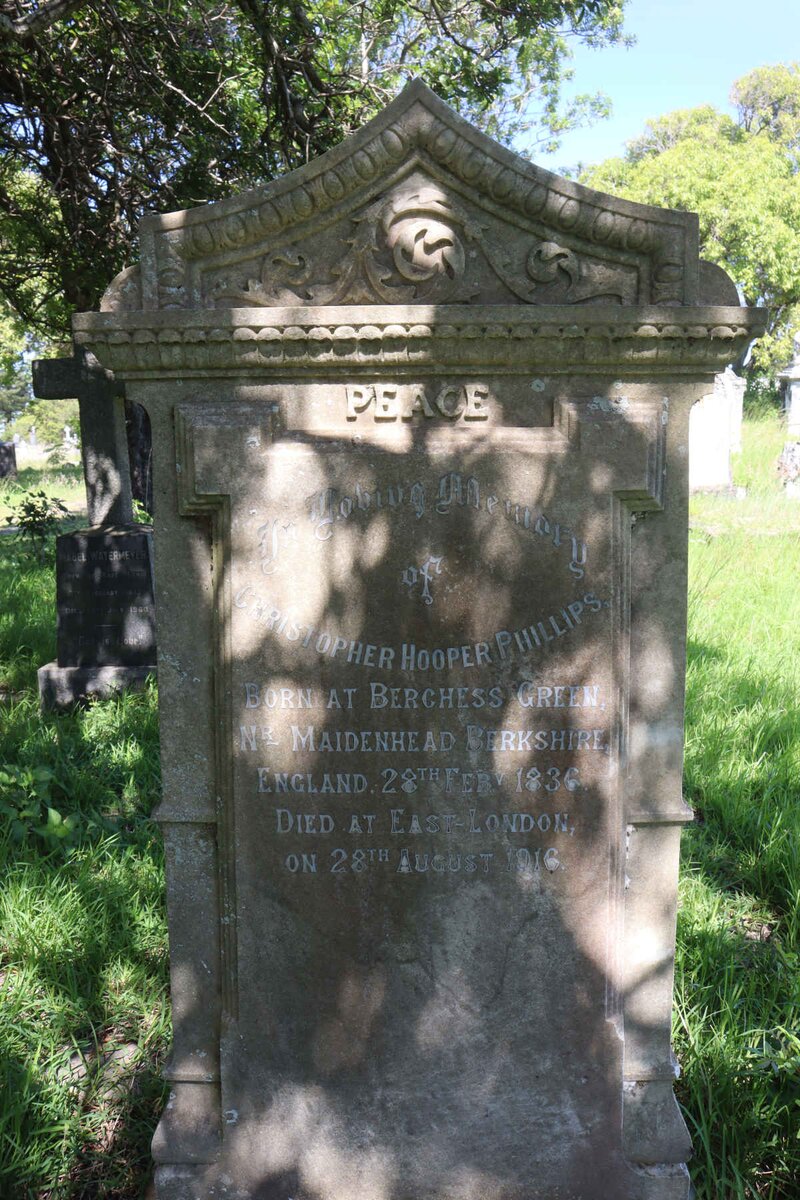 PEACE
In Loving Memory
of
CHRISTOPHER HOOPER PHILLIPS.
BORN AT BERCHESS GREEN,
NR MAIDENHEAD BERKSHIRE,
ENGLAND. 28TH FEBY 1836.
DIED AT EAST-LONDON,
ON 28TH AUGUST 1916.
WATERMEYER